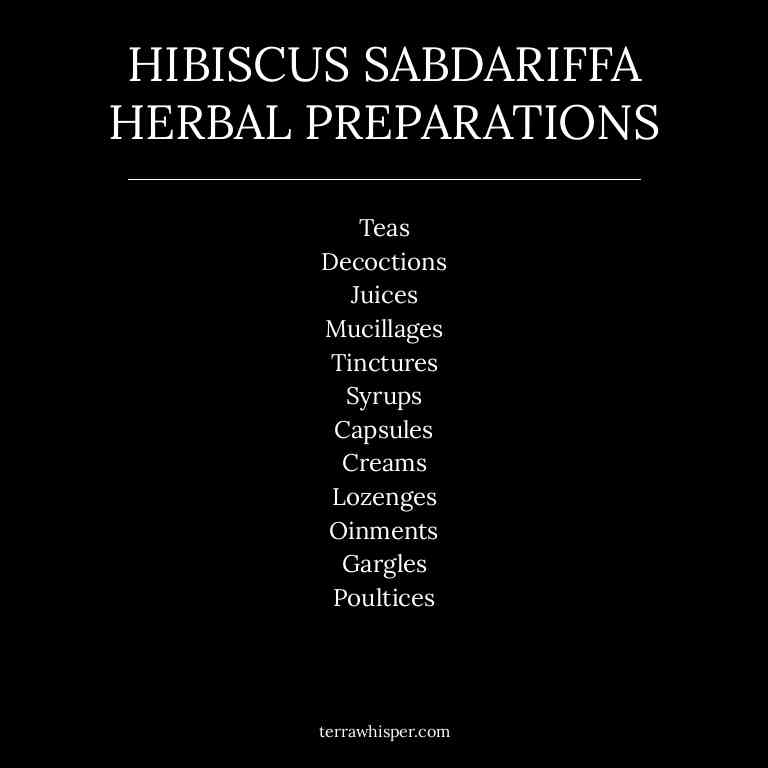 HIBISCUS SABDARIFFA
HERBAL PREPARATIONS
Teas
Decoctions
Juices
Mucillages
Tinctures
Syrups
Capsules
Creams
Lozenges
Oinments
Gargles
Poultices
terrawhisper.com